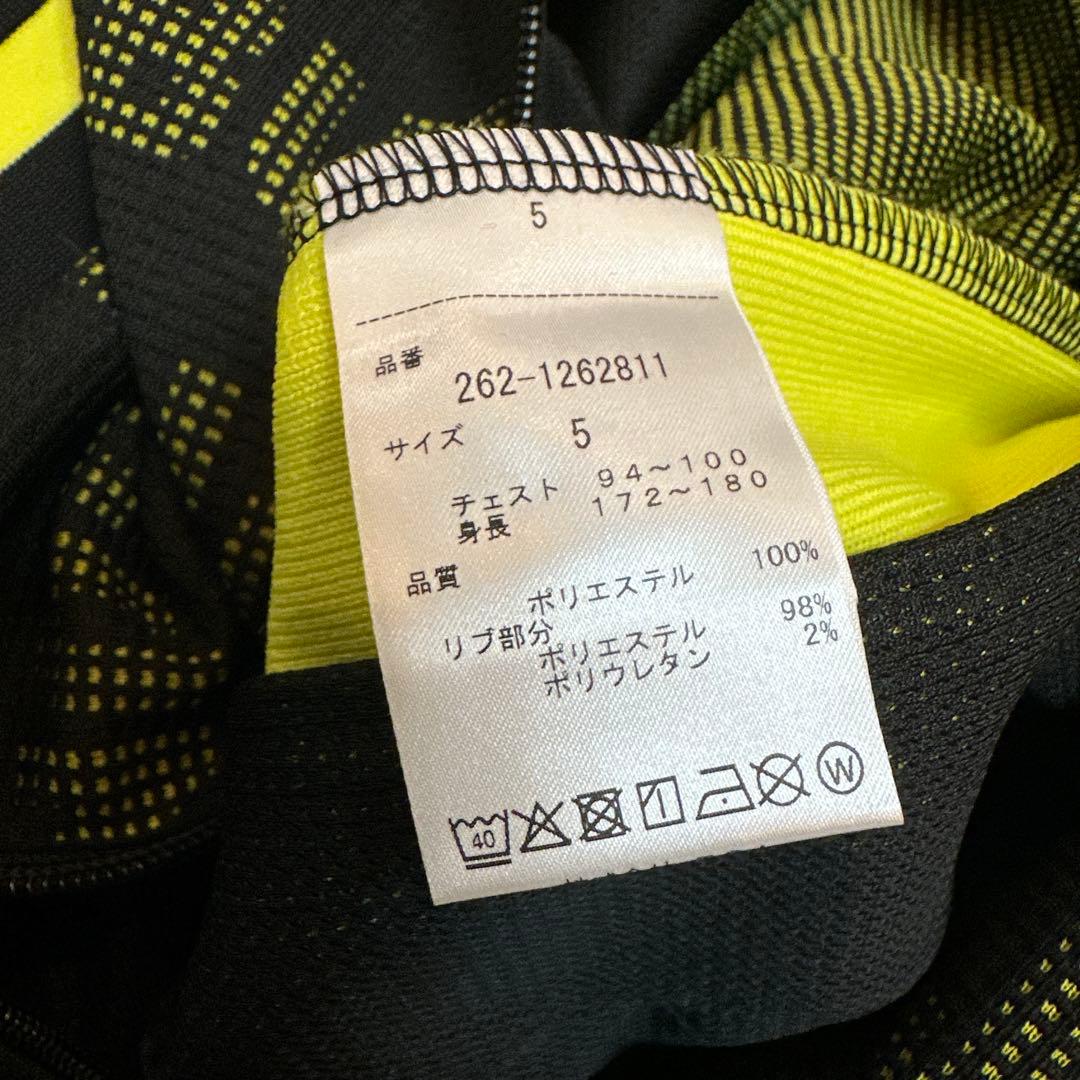 5
品番
262-1262811
サイズ 5
チェスト 94〜100
身長 172〜180
品質
ポリエステル 100%
リブ部分
ポリエステル 98%
ポリウレタン 2%
40 W